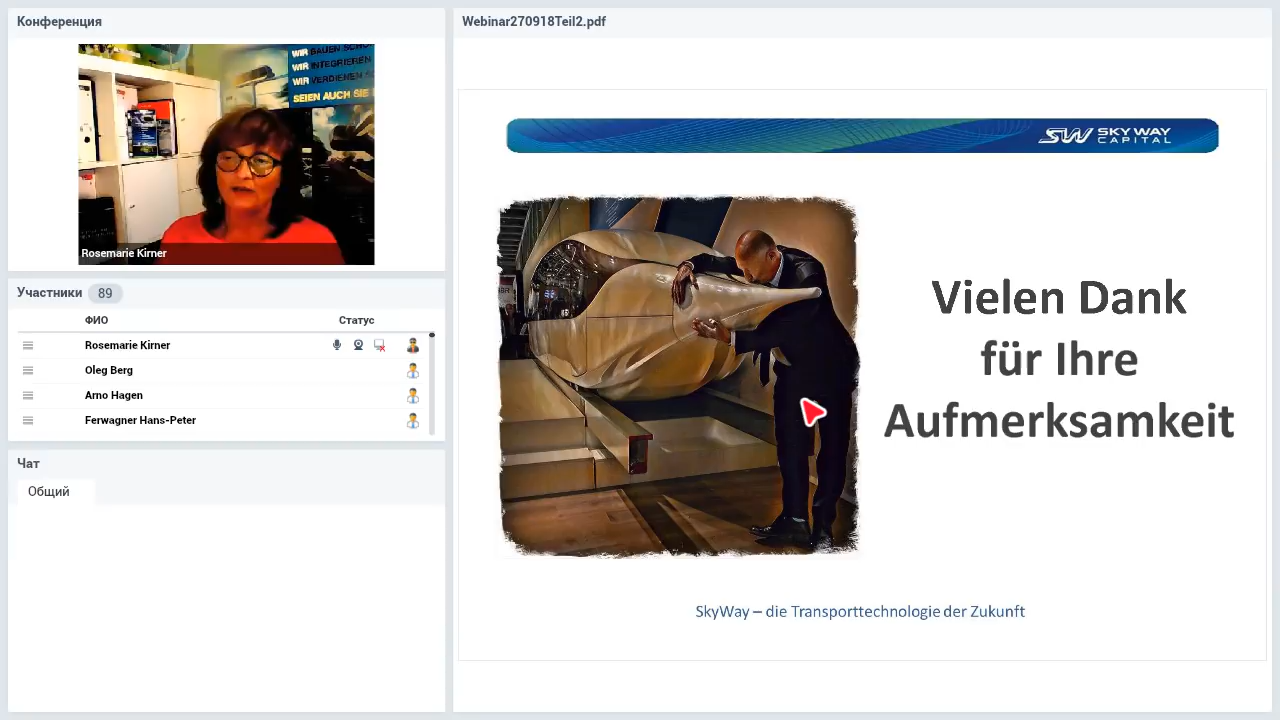 Конференция
WIR BAUEN SCHO
WIR INTEGRIEREN
WIR VERDIENEN
SEIEN AUCH SIE
Rosemarie Kirner
Участники 89
ФИО Статус
Rosemarie Kirner
Oleg Berg
Arno Hagen
Ferwagner Hans-Peter
Чат
Общий
Webinar270918Teil2.pdf
SW SKY WAY
CAPITAL
Vielen Dank
für Ihre
Aufmerksamkeit
SkyWay – die Transporttechnologie der Zukunft